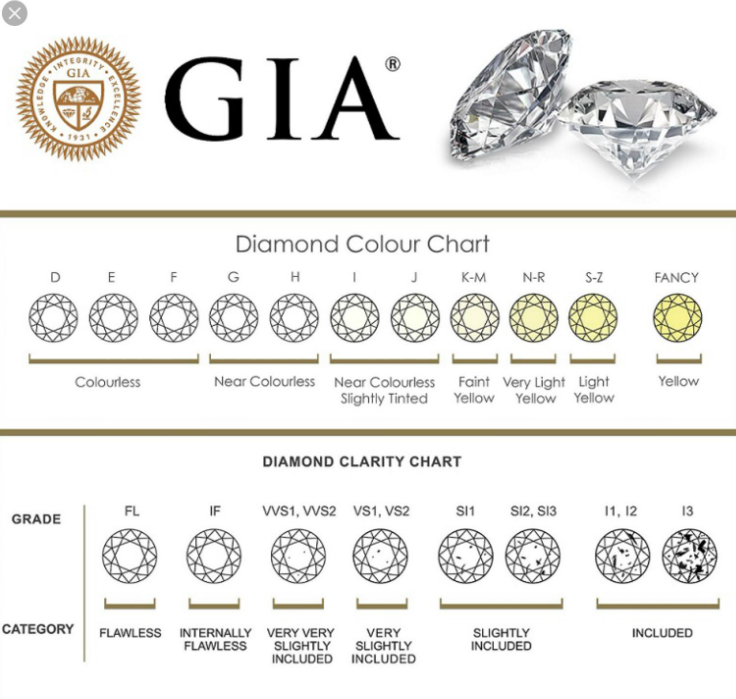 KNOWLEDGE • INTEGRITY • EXCELLENCE
GIA
• 1931 •
GIA®
Diamond Colour Chart
D E F G H I J K-M N-R S-Z FANCY
Colourless Near Colourless Near Colourless Faint Very Light Light Yellow
Slightly Tinted Yellow Yellow Yellow
DIAMOND CLARITY CHART
GRADE FL IF VVS1, VVS2 VS1, VS2 SI1 SI2, SI3 I1, I2 I3
CATEGORY FLAWLESS INTERNALLY VERY VERY VERY SLIGHTLY INCLUDED
FLAWLESS SLIGHTLY SLIGHTLY INCLUDED
INCLUDED INCLUDED